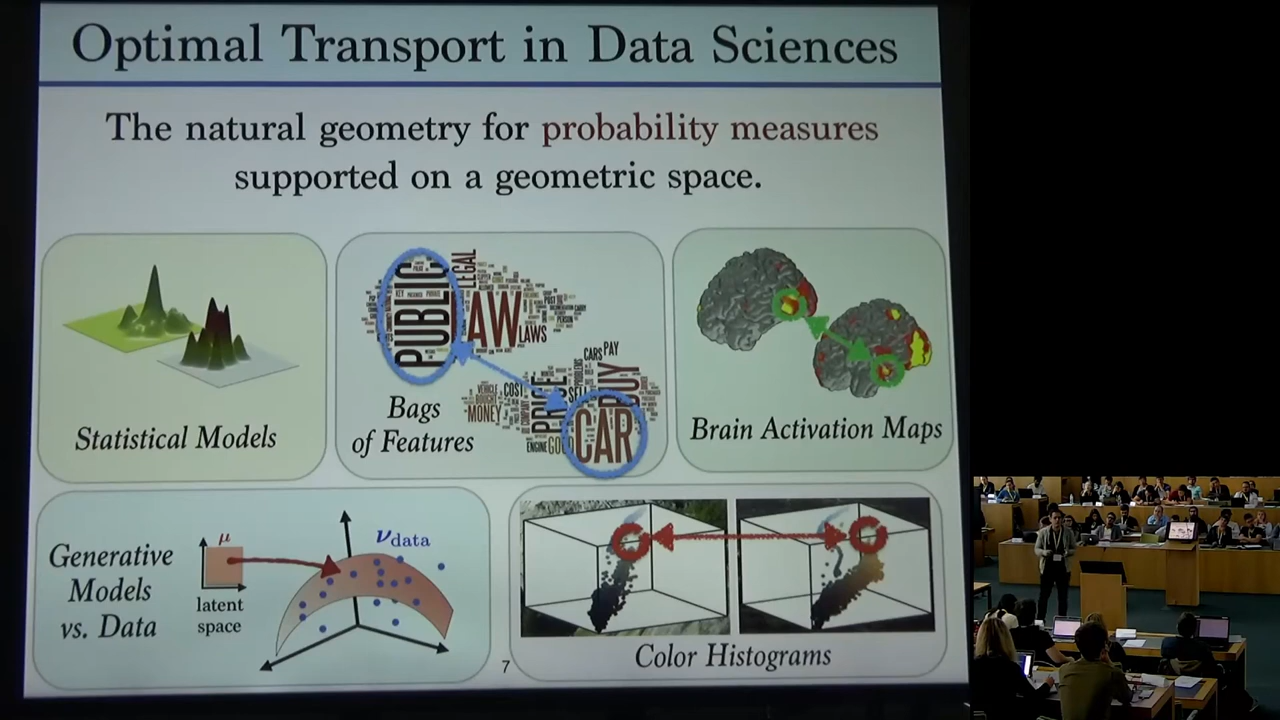 Optimal Transport in Data Sciences
The natural geometry for probability measures
supported on a geometric space.
Statistical Models
PUBLIC
LEGAL
LAW
LAWS
Bags
of Features
CARS PAY
VEHICLE
COST
MONEY
PRICE
SELL
BUY
CAR
ENGINE
Brain Activation Maps
Generative
Models
vs. Data
μ
latent
space
νdata
Color Histograms
7